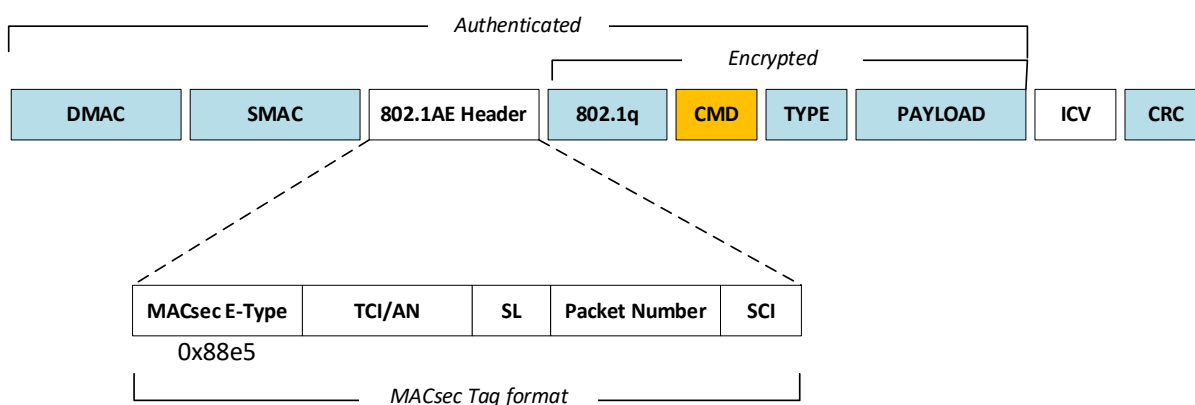 Authenticated
Encrypted
DMAC SMAC 802.1AE Header 802.1q CMD TYPE PAYLOAD ICV CRC
MACsec E-Type TCI/AN SL Packet Number SCI
0x88e5
MACsec Tag format